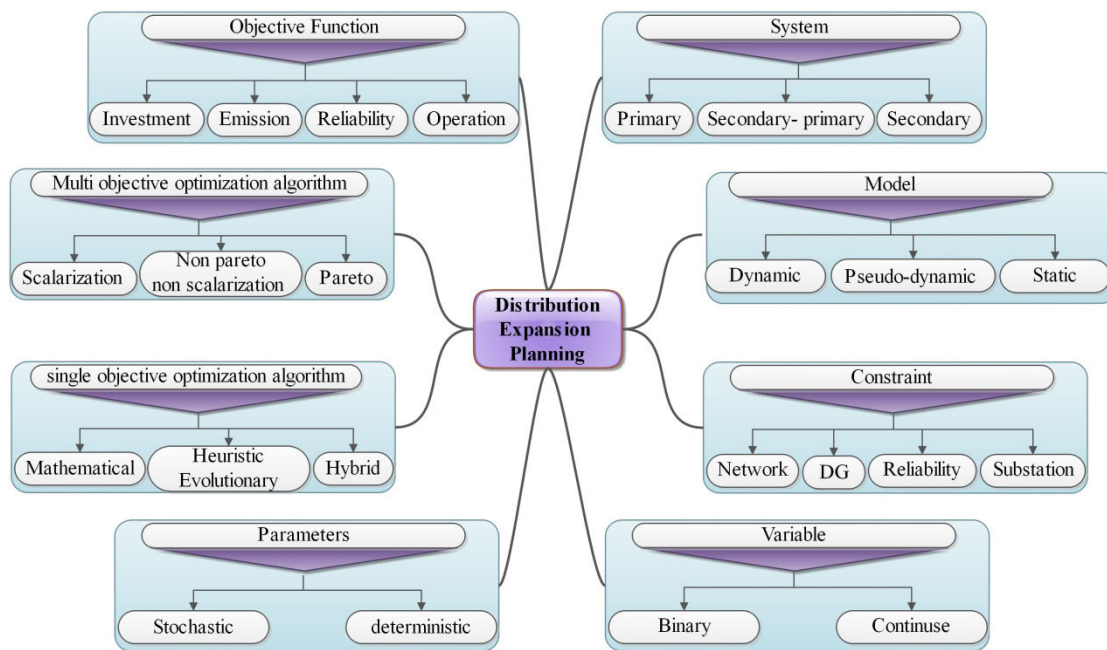 Objective Function
Investment
Emission
Reliability
Operation
System
Primary
Secondary- primary
Secondary
Multi objective optimization algorithm
Scalarization
Non pareto
non scalarization
Pareto
Model
Dynamic
Pseudo-dynamic
Static
Distribution
Expansion
Planning
single objective optimization algorithm
Mathematical
Heuristic
Evolutionary
Hybrid
Constraint
Network
DG
Reliability
Substation
Parameters
Stochastic
deterministic
Variable
Binary
Continuse